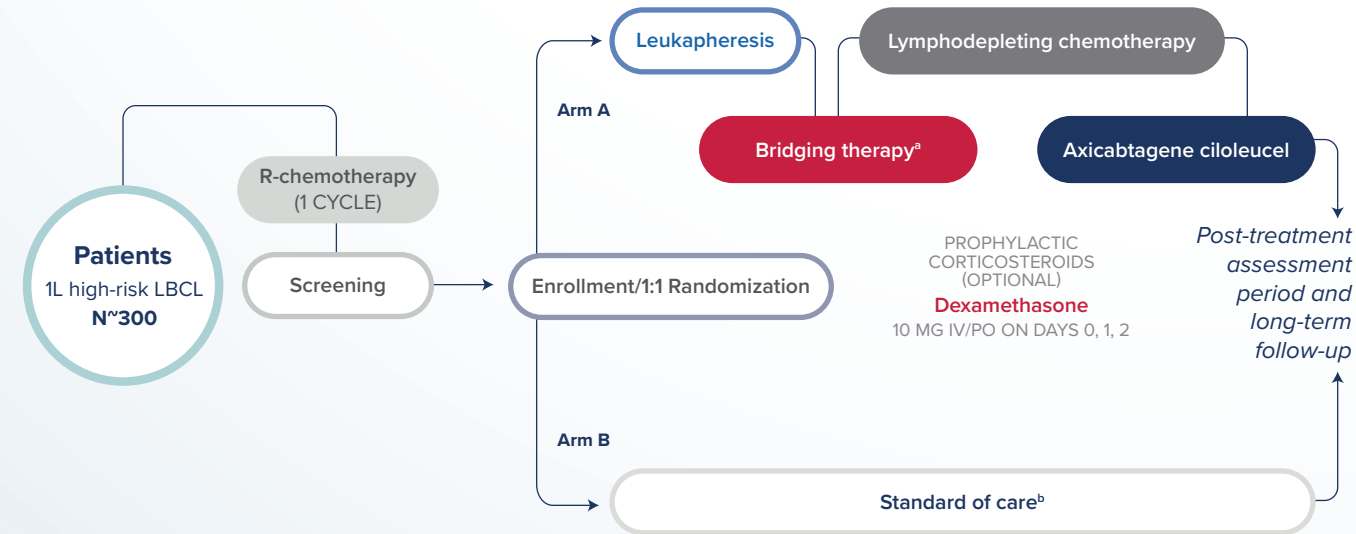 Patients
1L high-risk LBCL
N~300
R-chemotherapy
(1 CYCLE)
Screening
Enrollment/1:1 Randomization
Arm A
Leukapheresis
Bridging therapyᵃ
Lymphodepleting chemotherapy
Axicabtagene ciloleucel
PROPHYLACTIC
CORTICOSTEROIDS
(OPTIONAL)
Dexamethasone
10 MG IV/PO ON DAYS 0, 1, 2
Arm B
Standard of careᵇ
Post-treatment
assessment
period and
long-term
follow-up